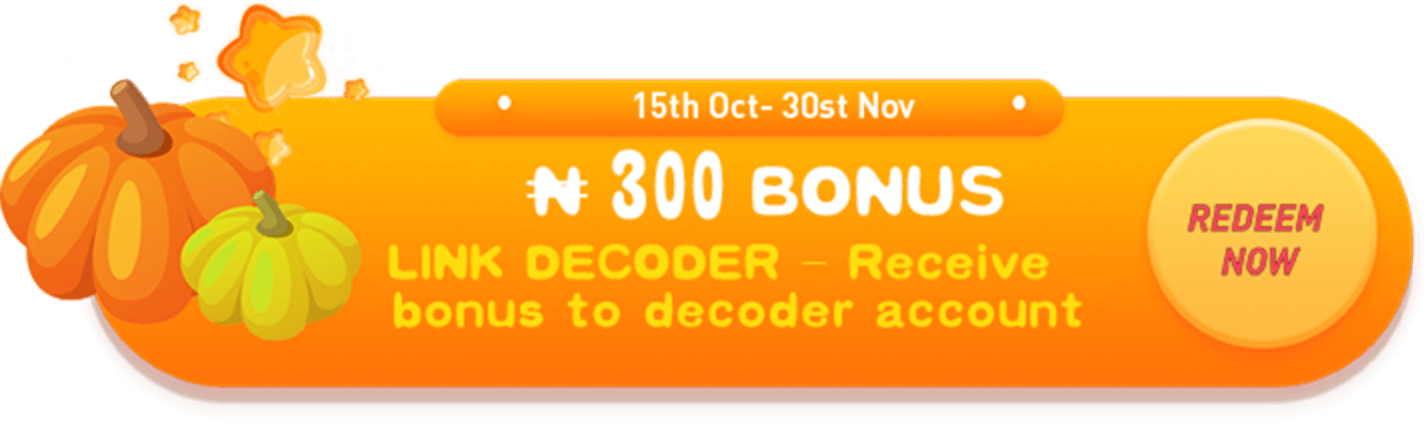 15th Oct- 30st Nov
₦ 300 BONUS
LINK DECODER – Receive
bonus to decoder account
REDEEM
NOW